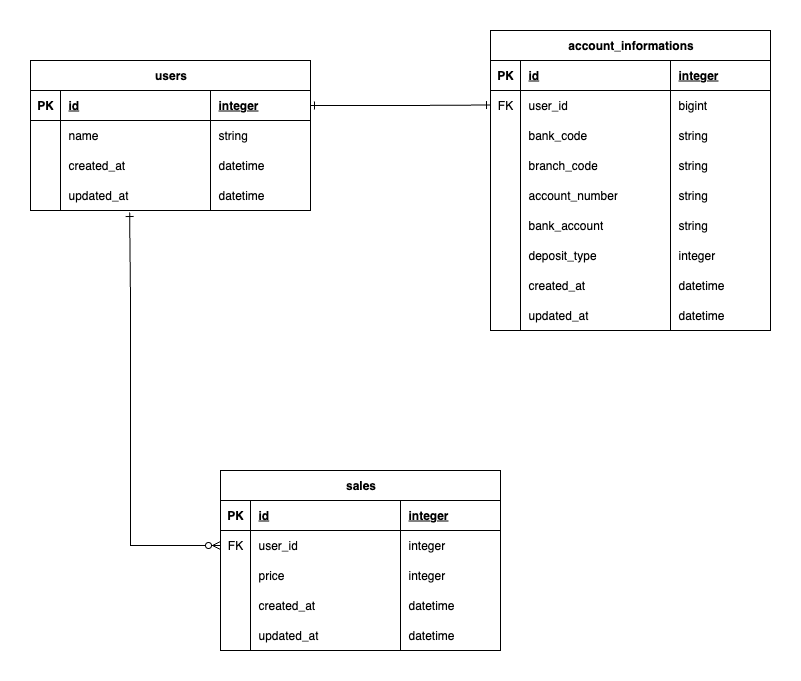 users
PK id integer
name string
created_at datetime
updated_at datetime
account_informations
PK id integer
FK user_id bigint
bank_code string
branch_code string
account_number string
bank_account string
deposit_type integer
created_at datetime
updated_at datetime
sales
PK id integer
FK user_id integer
price integer
created_at datetime
updated_at datetime